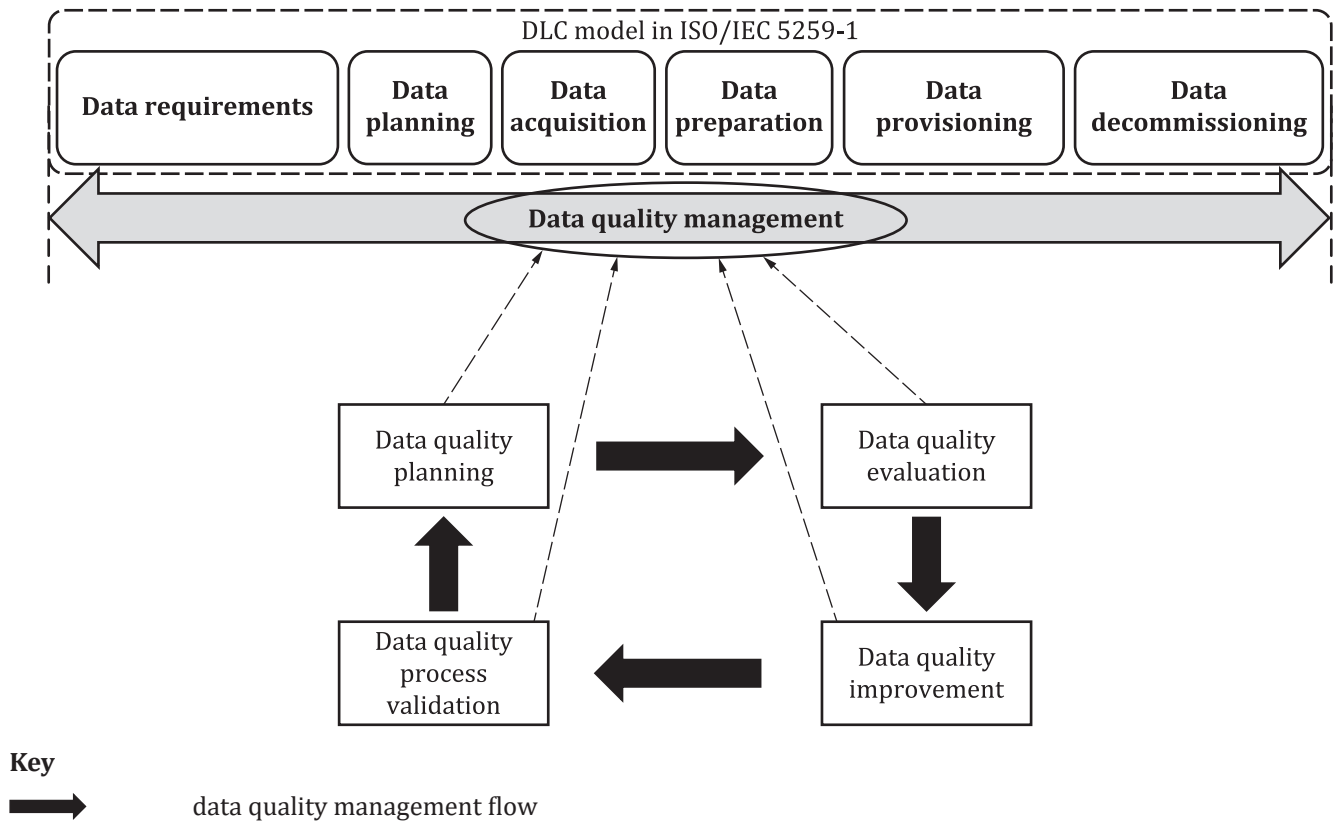 DLC model in ISO/IEC 5259-1
Data requirements
Data
planning
Data
acquisition
Data
preparation
Data
provisioning
Data
decommissioning
Data quality management
Data quality
planning
Data quality
evaluation
Data quality
process
validation
Data quality
improvement
Key
data quality management flow